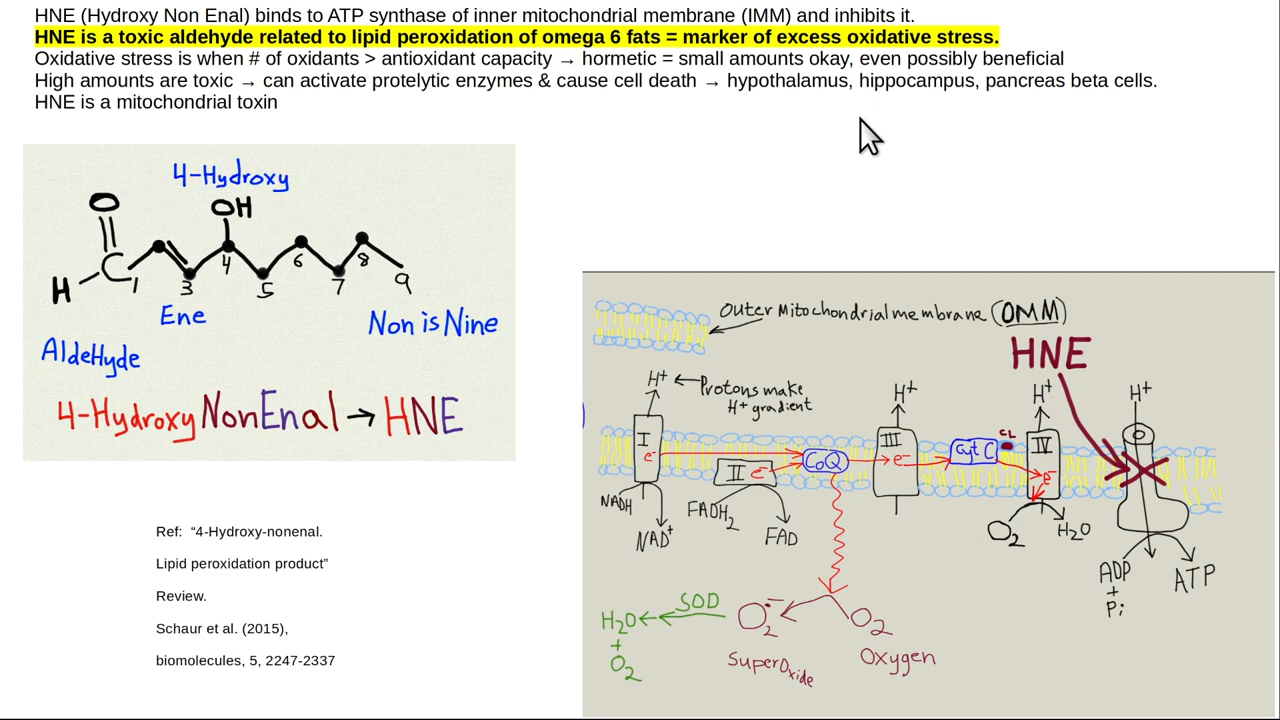 HNE (Hydroxy Non Enal) binds to ATP synthase of inner mitochondrial membrane (IMM) and inhibits it.
HNE is a toxic aldehyde related to lipid peroxidation of omega 6 fats = marker of excess oxidative stress.
Oxidative stress is when # of oxidants > antioxidant capacity → hormetic = small amounts okay, even possibly beneficial
High amounts are toxic → can activate protelytic enzymes & cause cell death → hypothalamus, hippocampus, pancreas beta cells.
HNE is a mitochondrial toxin
4-Hydroxy
O OH
H C 1 3 4 5 6 7 8 9
Ene
Non is Nine
AldeHyde
4-HydroxyNonEnal → HNE
Ref: "4-Hydroxy-nonenal.
Lipid peroxidation product"
Review.
Schaur et al. (2015),
biomolecules, 5, 2247-2337
Outer Mitochondrial membrane (OMM)
HNE
H+ ← Protons make
H+ gradient
H+ H+ H+
I e- II e- CoQ III e- cyt C CL IV e-
NADH
NAD+
FADH2
FAD
O2
H2O
ADP
+
Pi
ATP
H2O ← SOD O2•-
+
O2
SuperOxide
O2
Oxygen